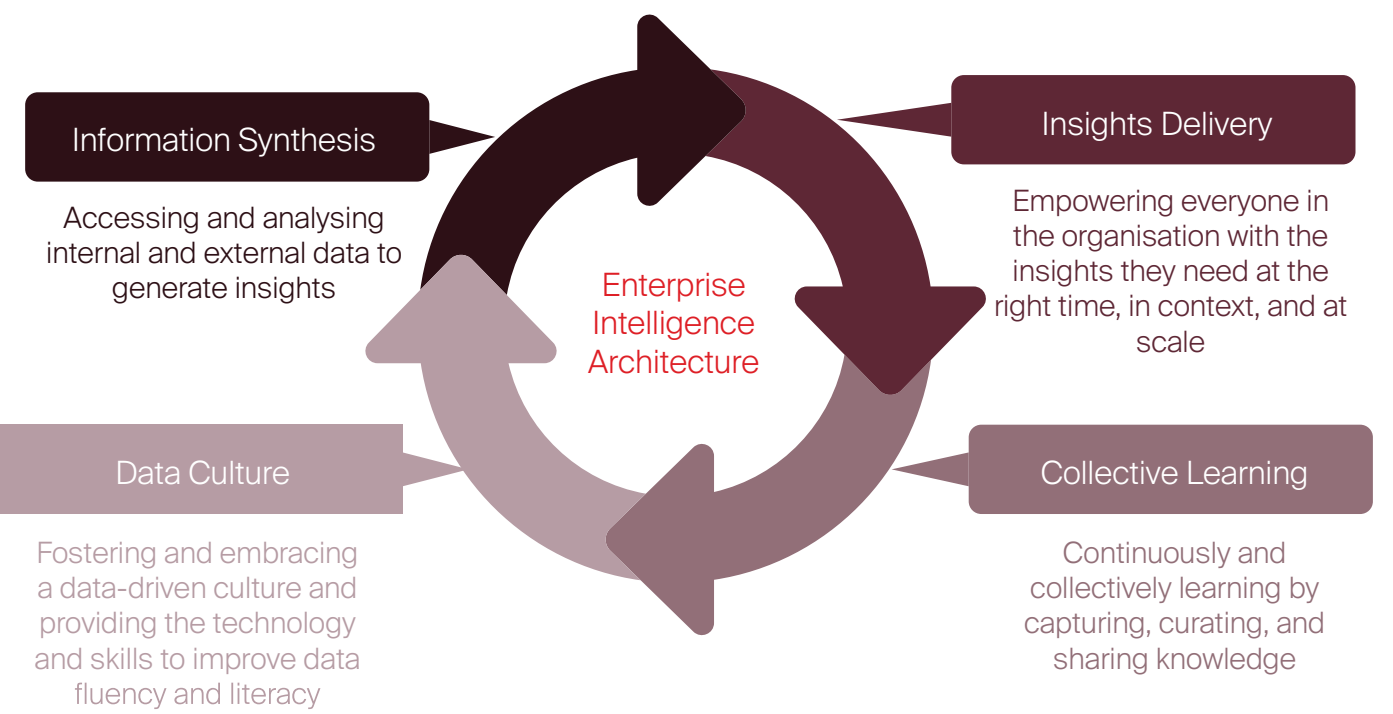 Information Synthesis
Accessing and analysing
internal and external data to
generate insights
Insights Delivery
Empowering everyone in
the organisation with the
insights they need at the
right time, in context, and at
scale
Enterprise
Intelligence
Architecture
Data Culture
Fostering and embracing
a data-driven culture and
providing the technology
and skills to improve data
fluency and literacy
Collective Learning
Continuously and
collectively learning by
capturing, curating, and
sharing knowledge